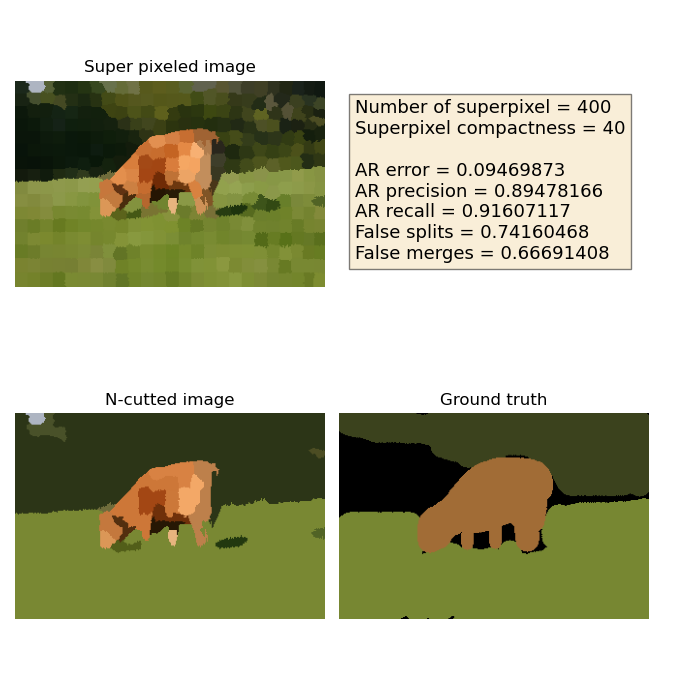 Super pixeled image
Number of superpixel = 400
Superpixel compactness = 40
AR error = 0.09469873
AR precision = 0.89478166
AR recall = 0.91607117
False splits = 0.74160468
False merges = 0.66691408
N-cutted image
Ground truth